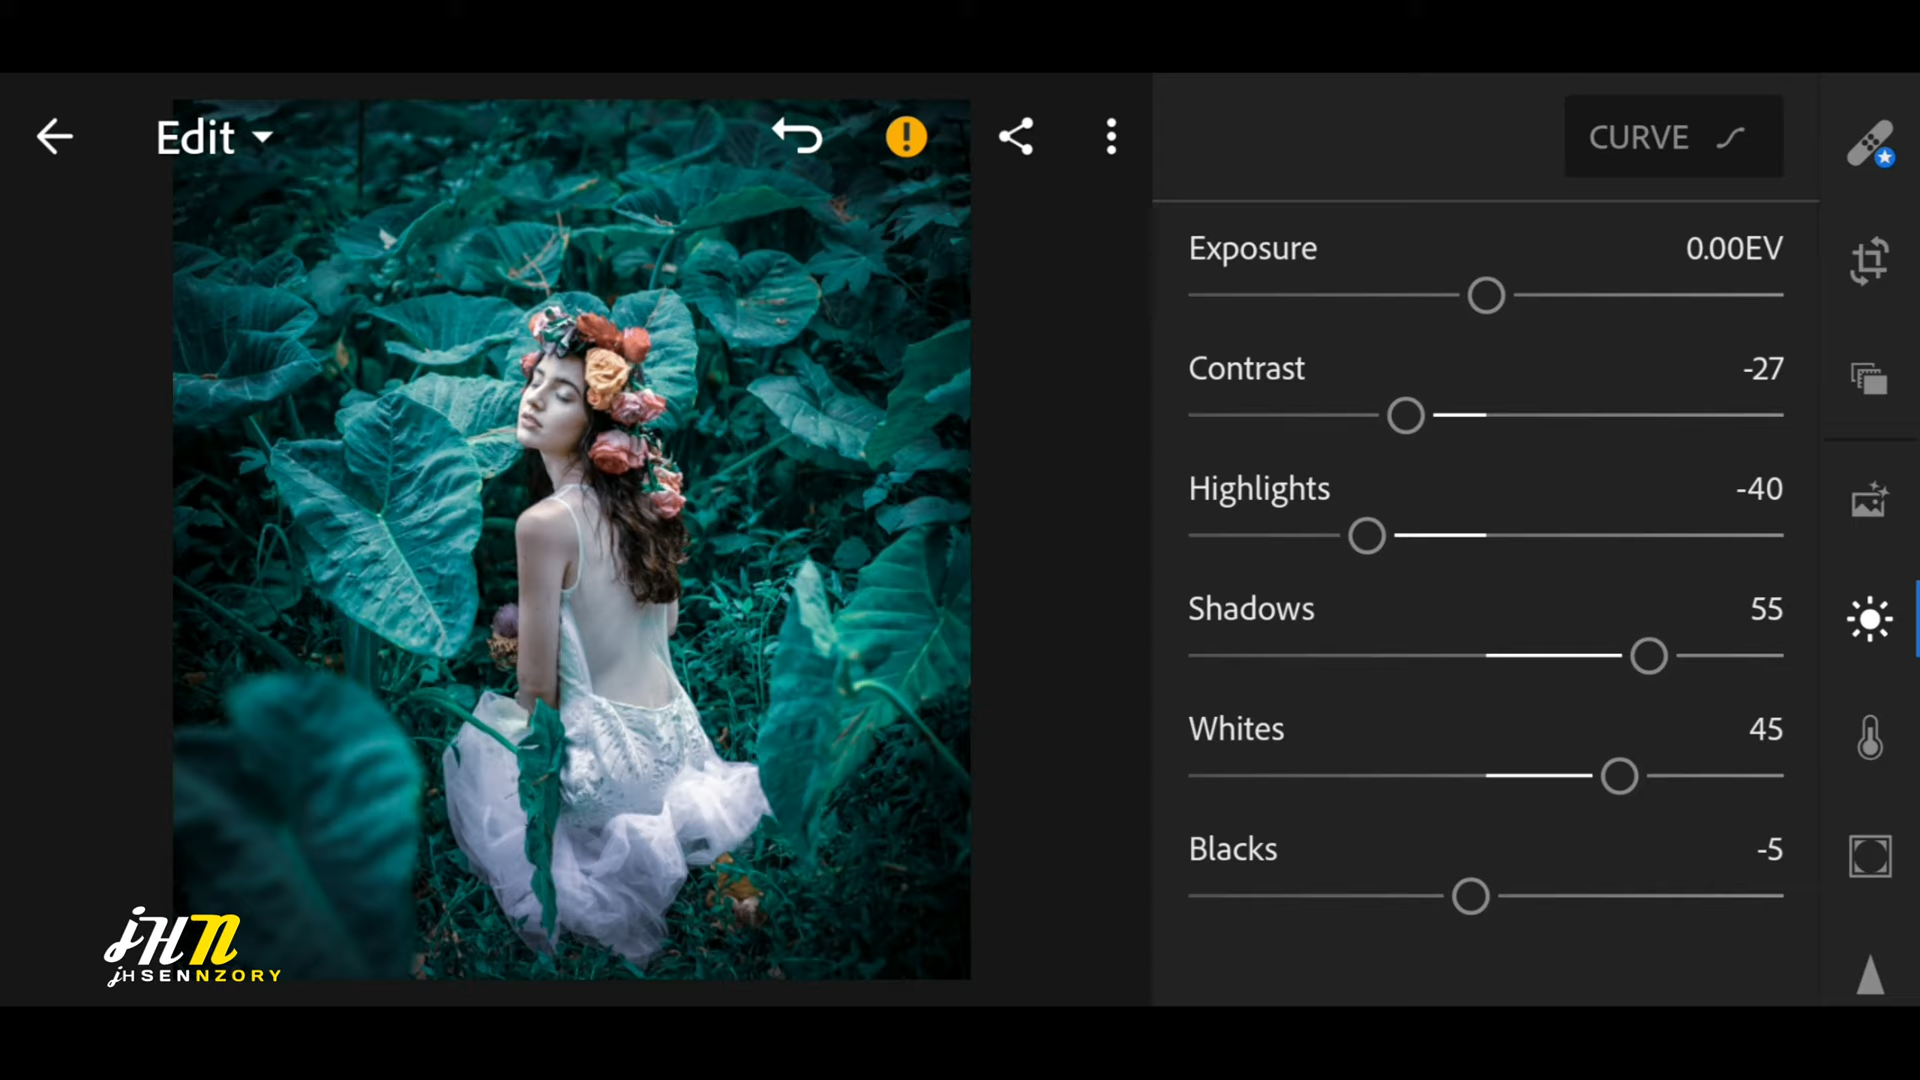 Edit
CURVE
Exposure 0.00EV
Contrast -27
Highlights -40
Shadows 55
Whites 45
Blacks -5
jHN
jHSENNZORY